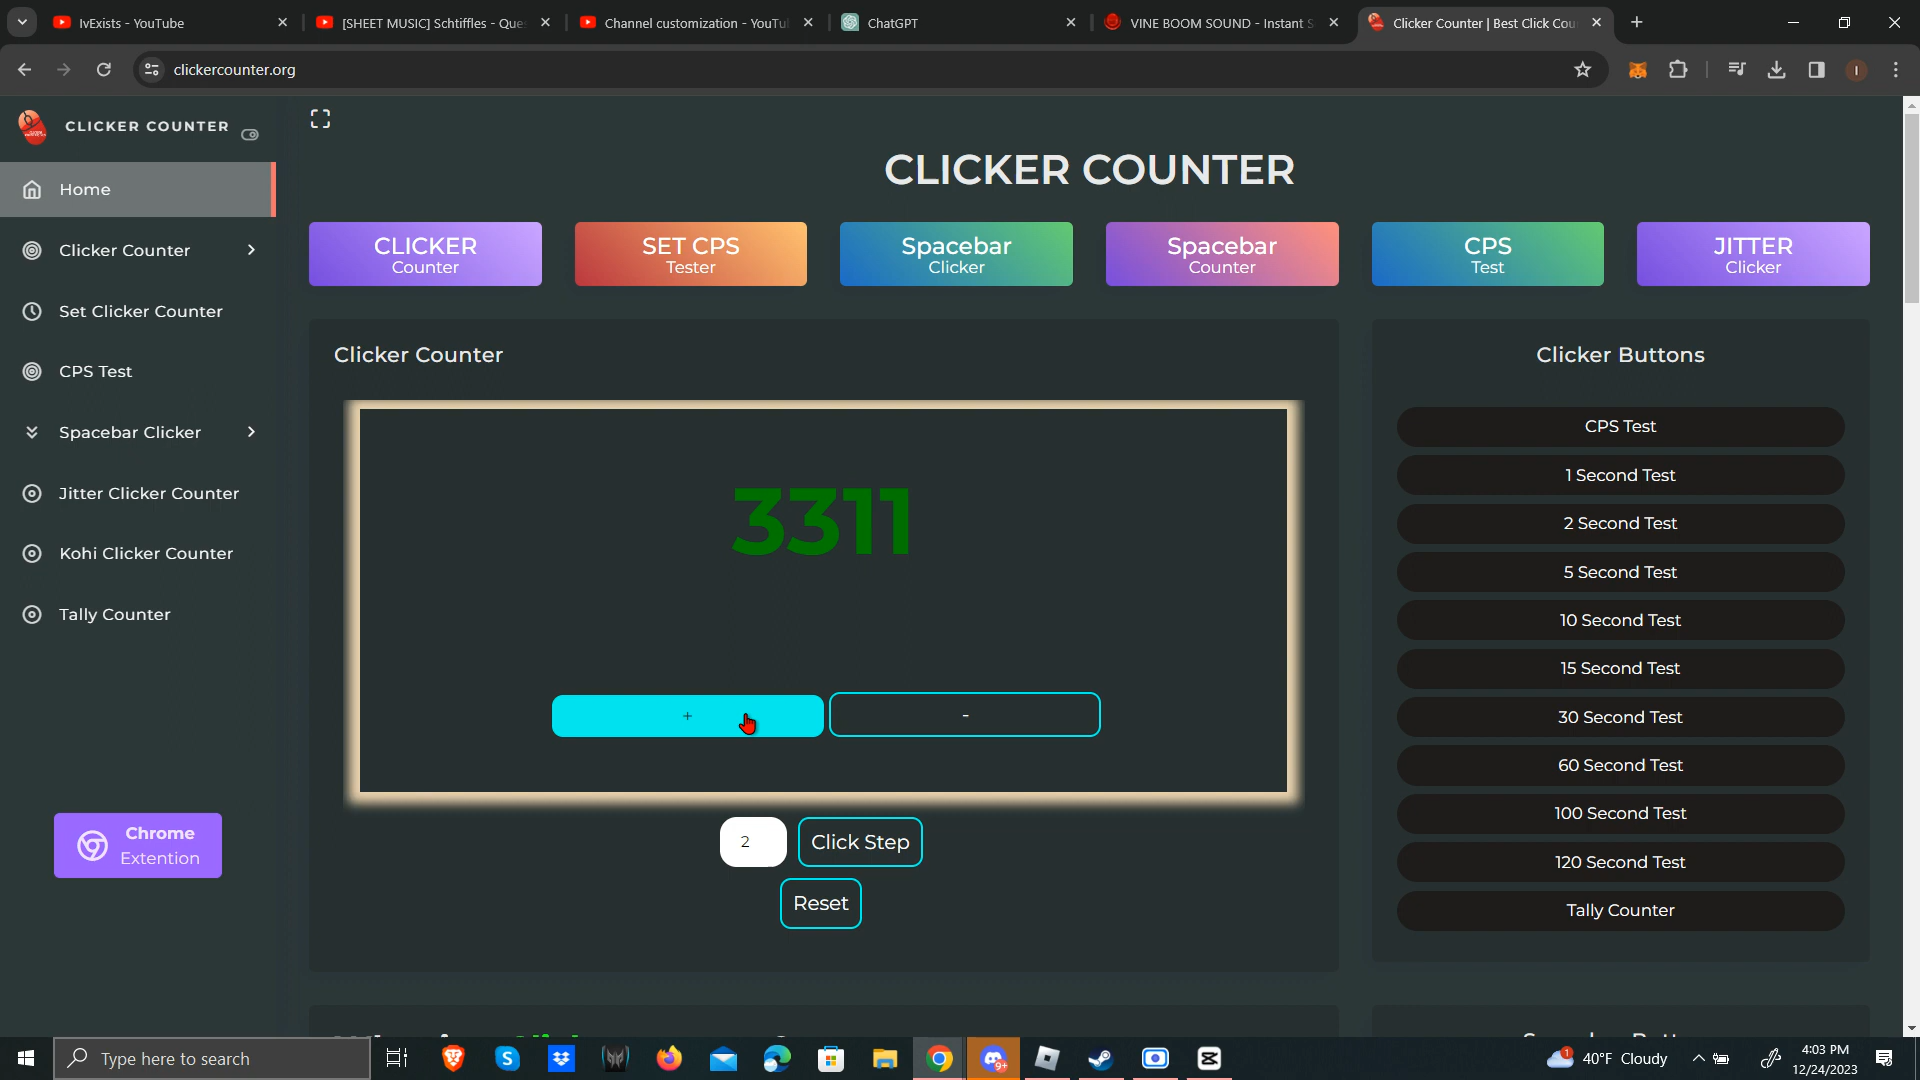 IvExists - YouTube
[SHEET MUSIC] Schtiffles - Que
Channel customization - YouTu
ChatGPT
VINE BOOM SOUND - Instant S
Clicker Counter | Best Click Cou
clickercounter.org
I
CLICKER COUNTER
Home
Clicker Counter
Set Clicker Counter
CPS Test
Spacebar Clicker
Jitter Clicker Counter
Kohi Clicker Counter
Tally Counter
Chrome
Extention
CLICKER COUNTER
CLICKER
Counter
SET CPS
Tester
Spacebar
Clicker
Spacebar
Counter
CPS
Test
JITTER
Clicker
Clicker Counter
3311
+
-
2
Click Step
Reset
Clicker Buttons
CPS Test
1 Second Test
2 Second Test
5 Second Test
10 Second Test
15 Second Test
30 Second Test
60 Second Test
100 Second Test
120 Second Test
Tally Counter
Type here to search
9+
1
40°F Cloudy
4:03 PM
12/24/2023